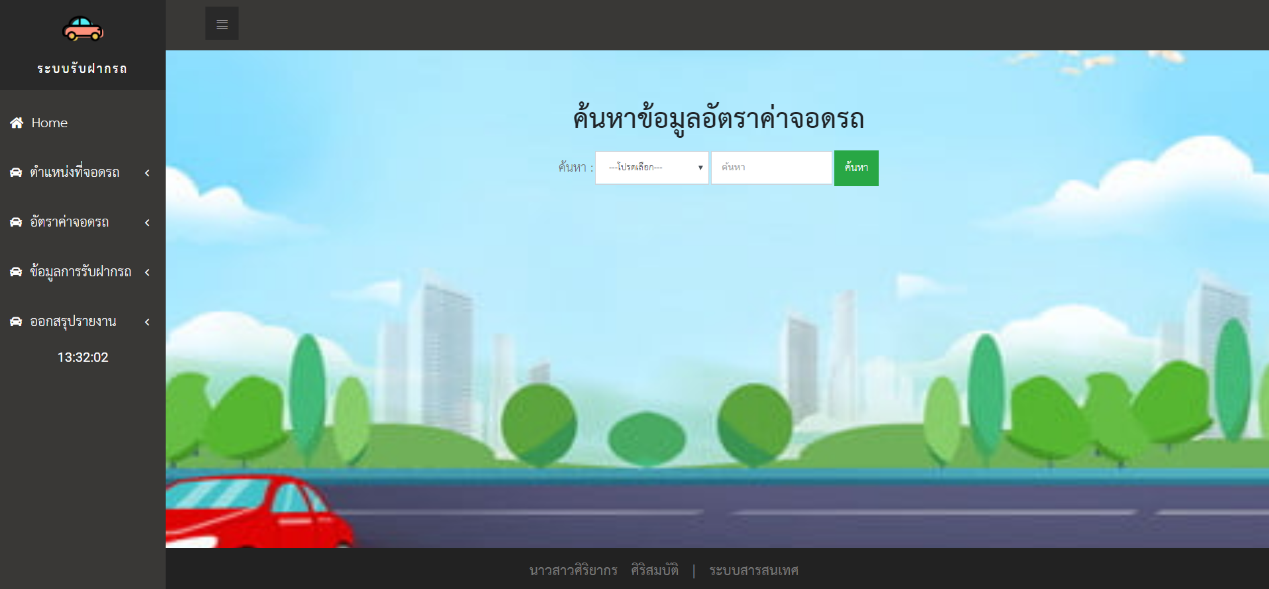 ระบบรับฝากรถ
Home
ตำแหน่งที่จอดรถ
อัตราค่าจอดรถ
ข้อมูลการรับฝากรถ
ออกสรุปรายงาน
13:32:02
ค้นหาข้อมูลอัตราค่าจอดรถ
ค้นหา : ---โปรดเลือก--- ค้นหา ค้นหา
นาวสาวศิริยากร ศิริสมบัติ | ระบบสารสนเทศ